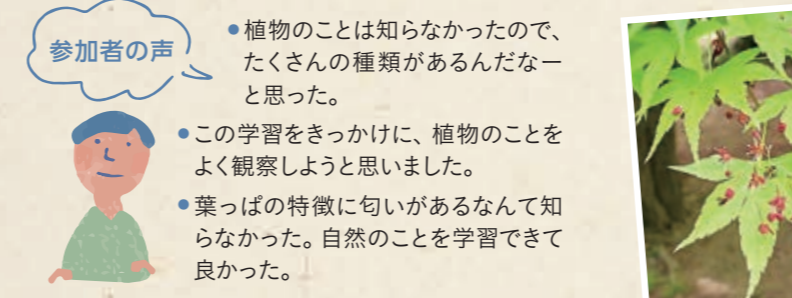 参加者の声
●植物のことは知らなかったので、
たくさんの種類があるんだなー
と思った。
●この学習をきっかけに、植物のことを
よく観察しようと思いました。
●葉っぱの特徴に匂いがあるなんて知
らなかった。自然のことを学習できて
良かった。